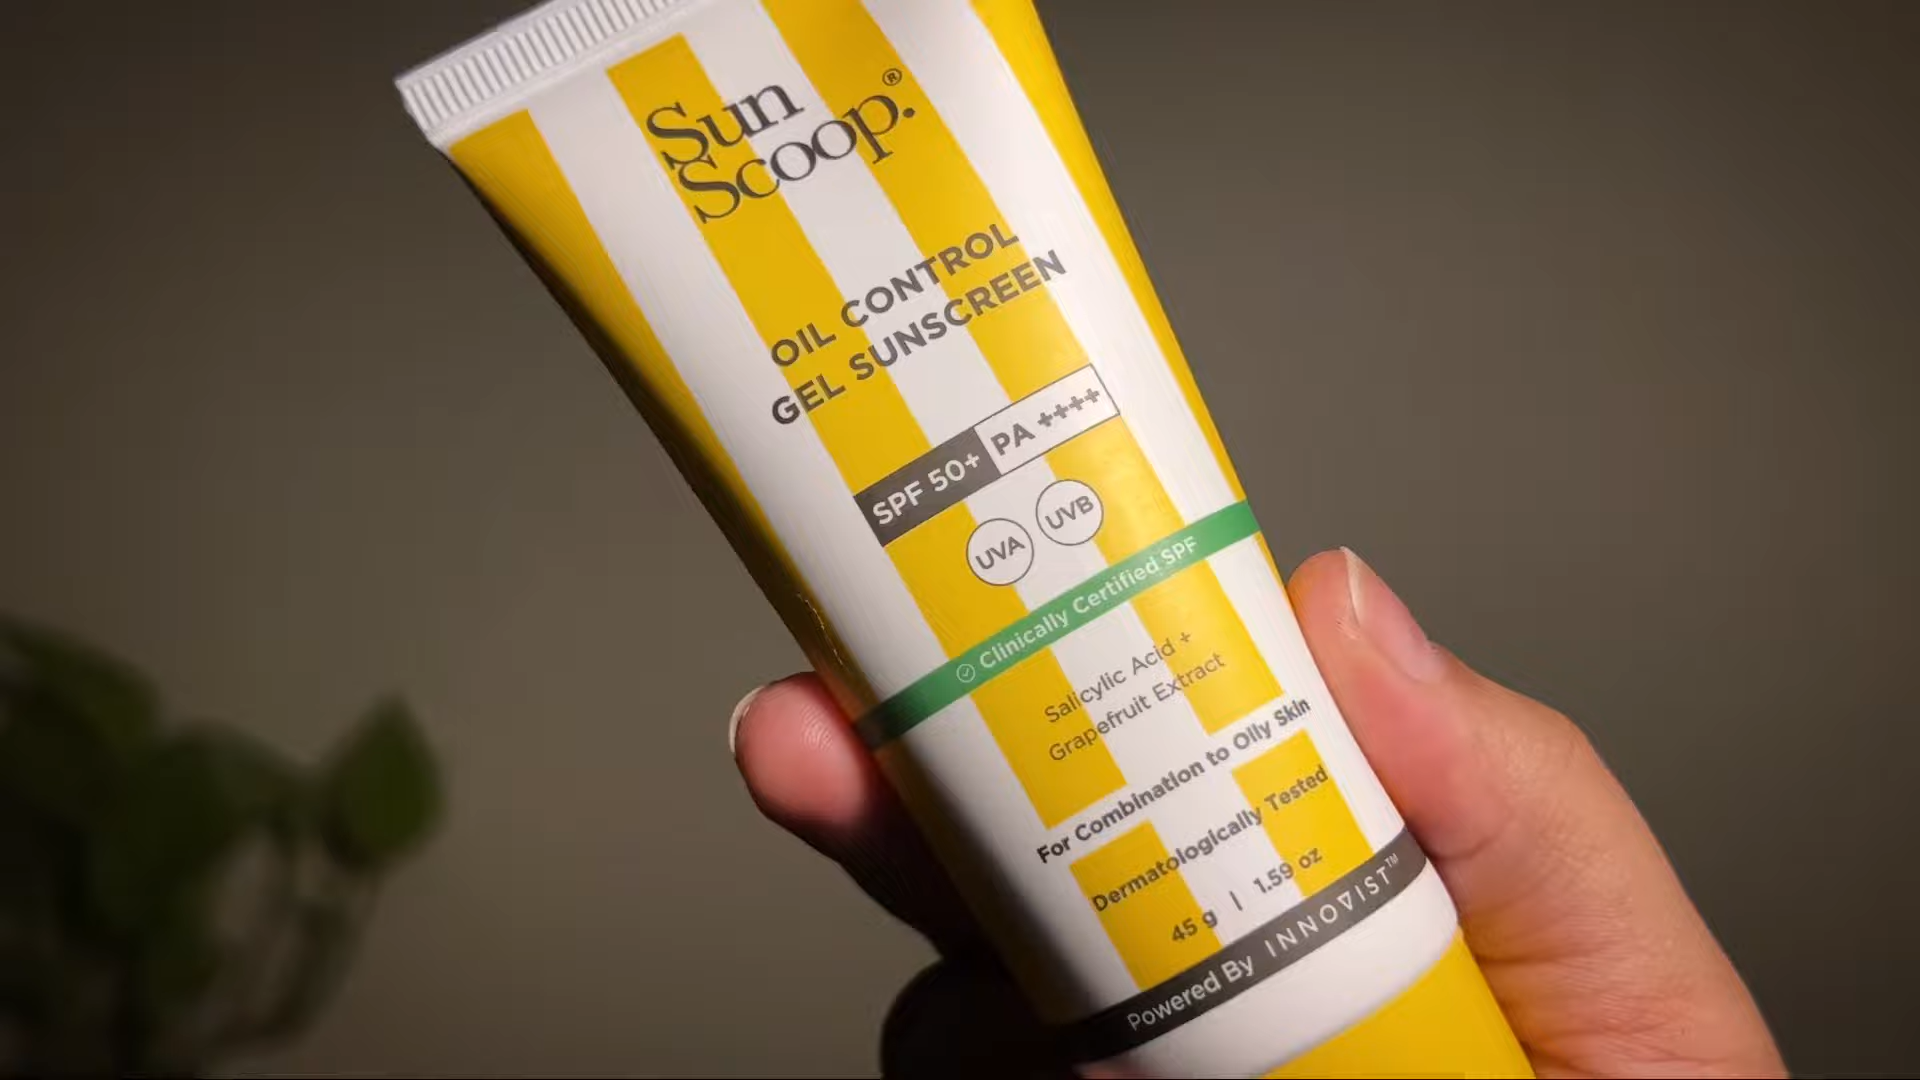 Sun
Scoop.®
OIL CONTROL
GEL SUNSCREEN
SPF 50+ PA ++++
UVA UVB
Clinically Certified SPF
Salicylic Acid +
Grapefruit Extract
For Combination to Oily Skin
Dermatologically Tested
45 g | 1.59 oz
Powered By INNOVIST™